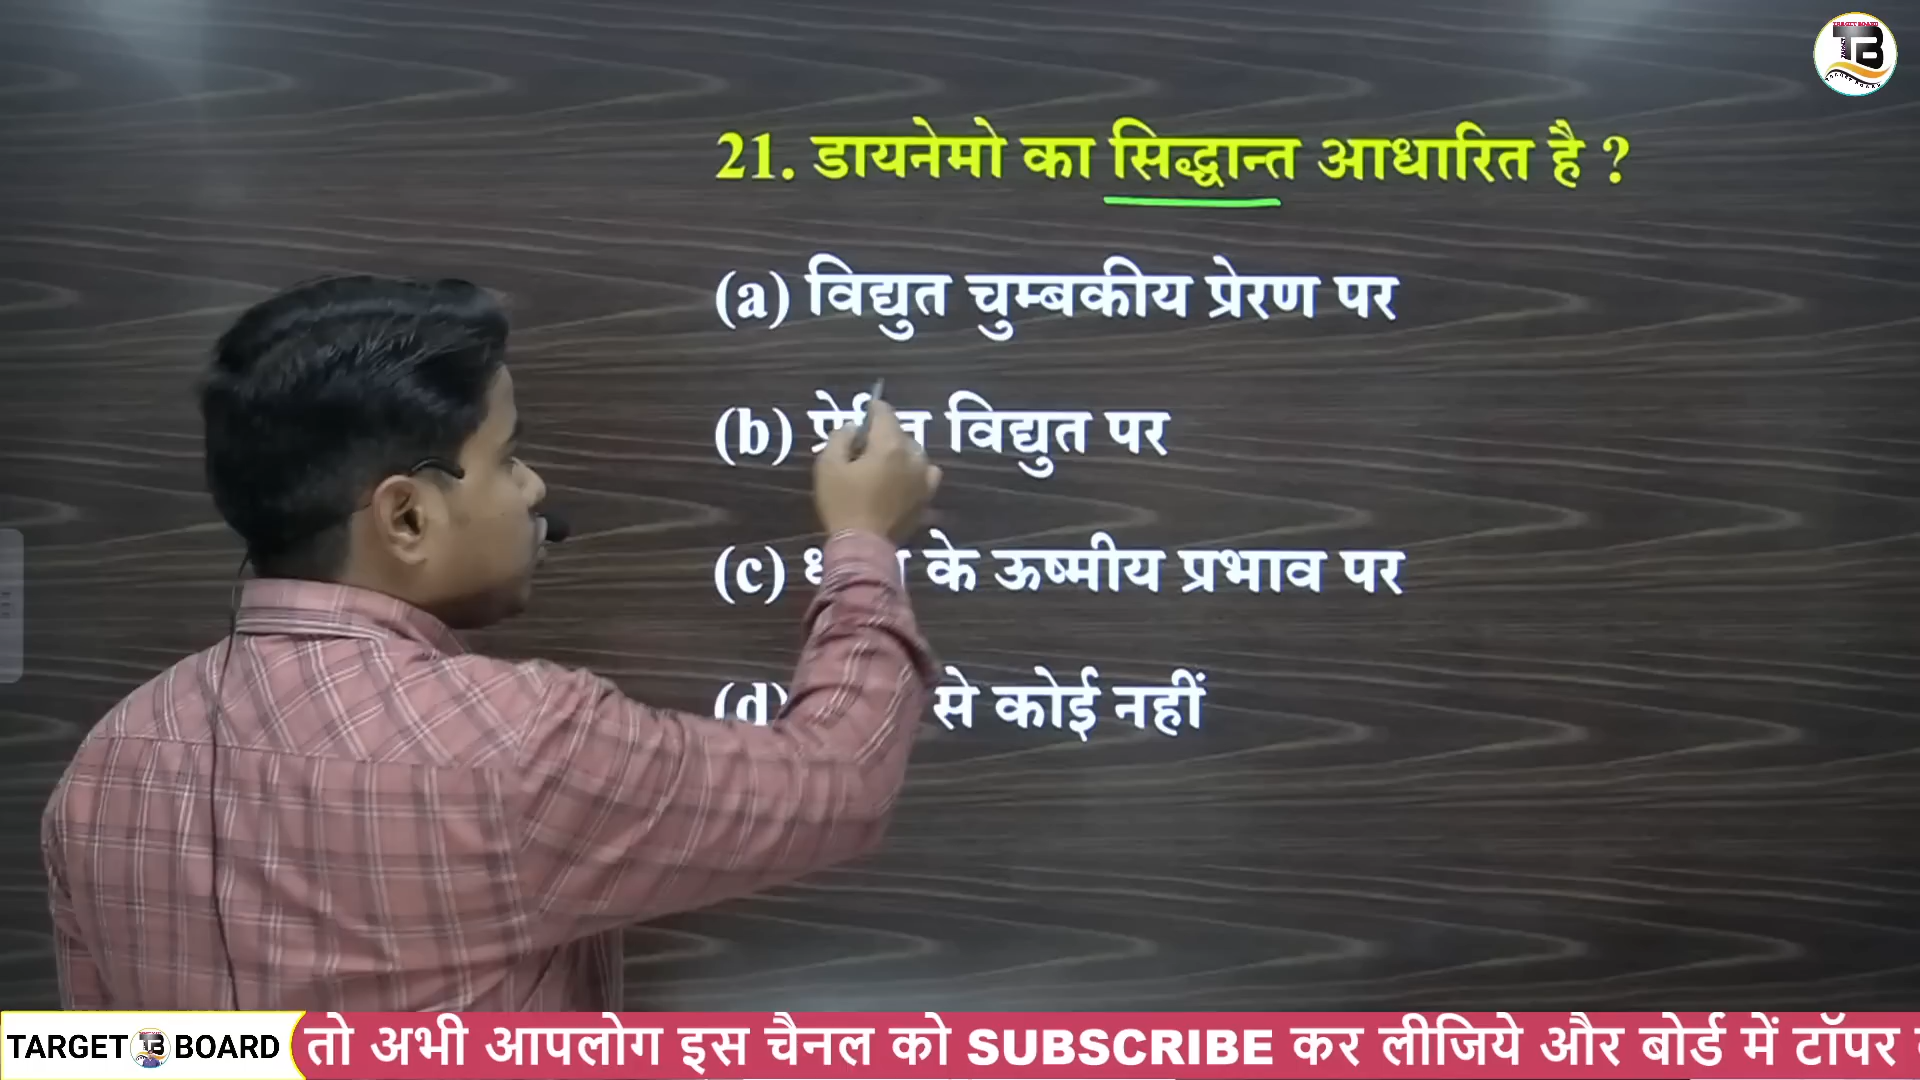 TB
21. डायनेमो का सिद्धान्त आधारित है ?
(a) विद्युत चुम्बकीय प्रेरण पर
(b) विद्युत पर
(c) के ऊष्मीय प्रभाव पर
(d) से कोई नहीं
TARGET BOARD तो अभी आपलोग इस चैनल को SUBSCRIBE कर लीजिये और बोर्ड में टॉपर